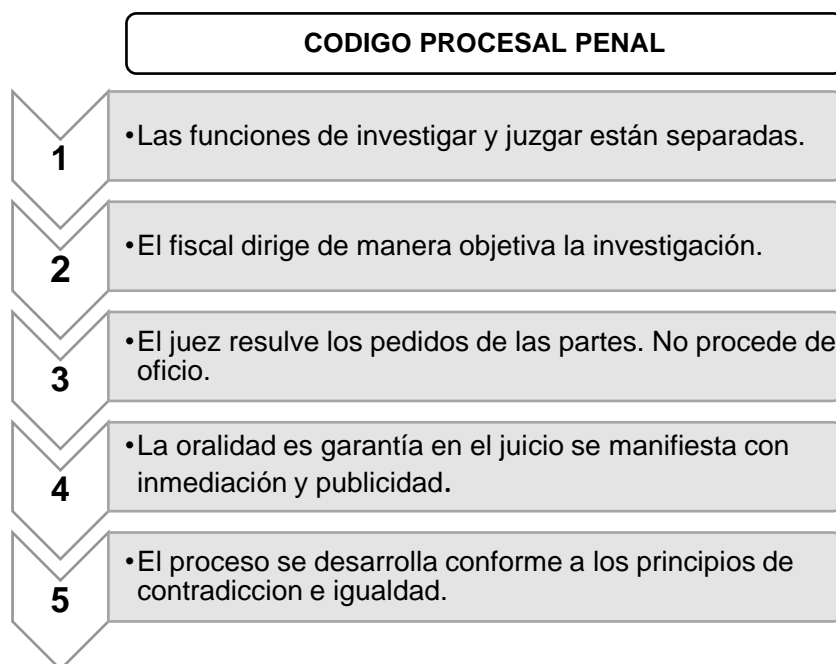 CODIGO PROCESAL PENAL
1
•Las funciones de investigar y juzgar están separadas.
2
•El fiscal dirige de manera objetiva la investigación.
3
•El juez resulve los pedidos de las partes. No procede de
oficio.
4
•La oralidad es garantía en el juicio se manifiesta con
inmediación y publicidad.
5
•El proceso se desarrolla conforme a los principios de
contradiccion e igualdad.